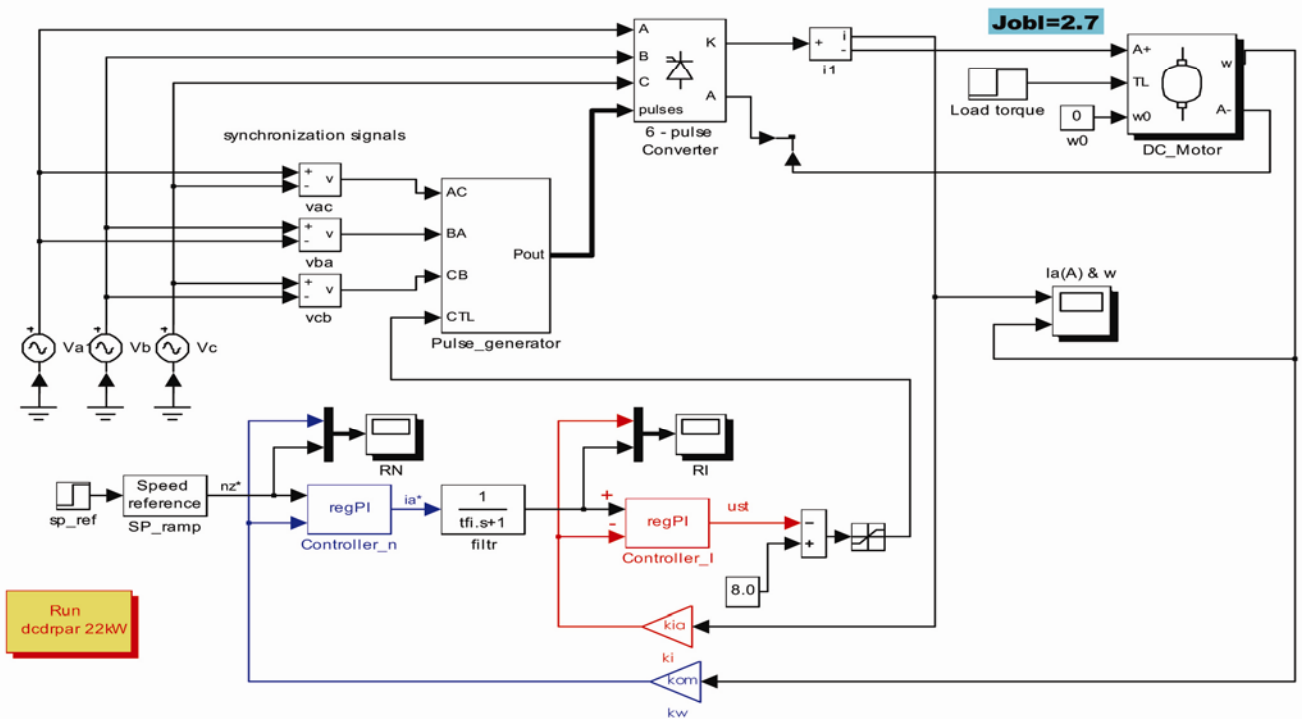 JobI=2.7
A
B
C
pulses
K
A
6 - pulse
Converter
+
i
-
i1
Load torque
0
w0
A+
TL
w0
w
A-
DC_Motor
synchronization signals
+
-
v
vac
+
-
v
vba
+
-
v
vcb
AC
BA
CB
CTL
Pout
Pulse_generator
Ia(A) & w
+
Va1
+
Vb
+
Vc
RN
RI
sp_ref
Speed
reference
SP_ramp
nz*
regPI
Controller_n
ia*
1
tfi.s+1
filtr
+
-
regPI
Controller_I
ust
-
+
8.0
Run
dcdrpar 22kW
kia
ki
kom
kw